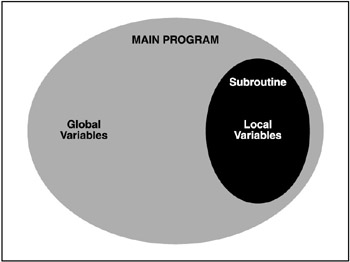 MAIN PROGRAM
Subroutine
Global
Variables
Local
Variables